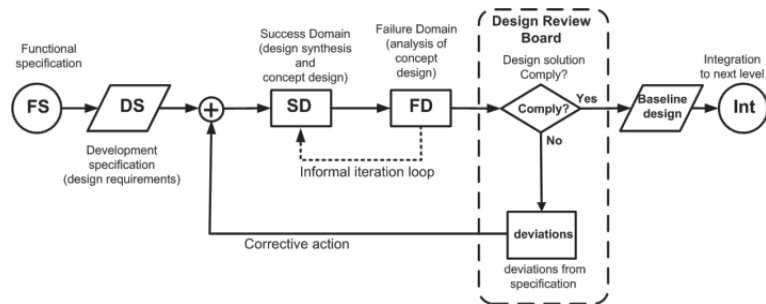 Functional
specification
FS
DS
Development
specification
(design requirements)
Success Domain
(design synthesis
and
concept design)
SD
Failure Domain
(analysis of
concept
design)
FD
Informal iteration loop
Design Review
Board
Design solution
Comply?
Comply?
Yes
No
Baseline
design
Integration
to next level
Int
deviations
deviations from
specification
Corrective action